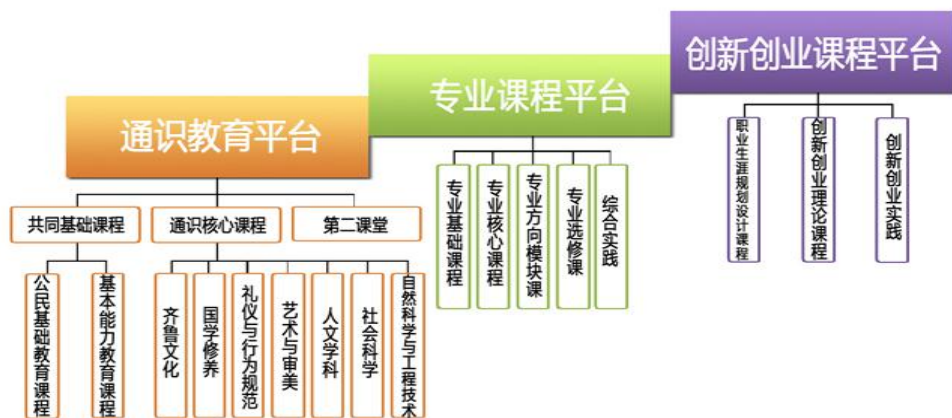 创新创业课程平台
专业课程平台
通识教育平台
职业生涯规划设计课程
创新创业理论课程
创新创业实践
专业基础课程
专业核心课程
专业方向模块课
专业选修课
综合实践
共同基础课程
通识核心课程
第二课堂
公民基础教育课程
基本能力教育课程
齐鲁文化
国学修养
礼仪与行为规范
艺术与审美
人文学科
社会科学
自然科学与工程技术